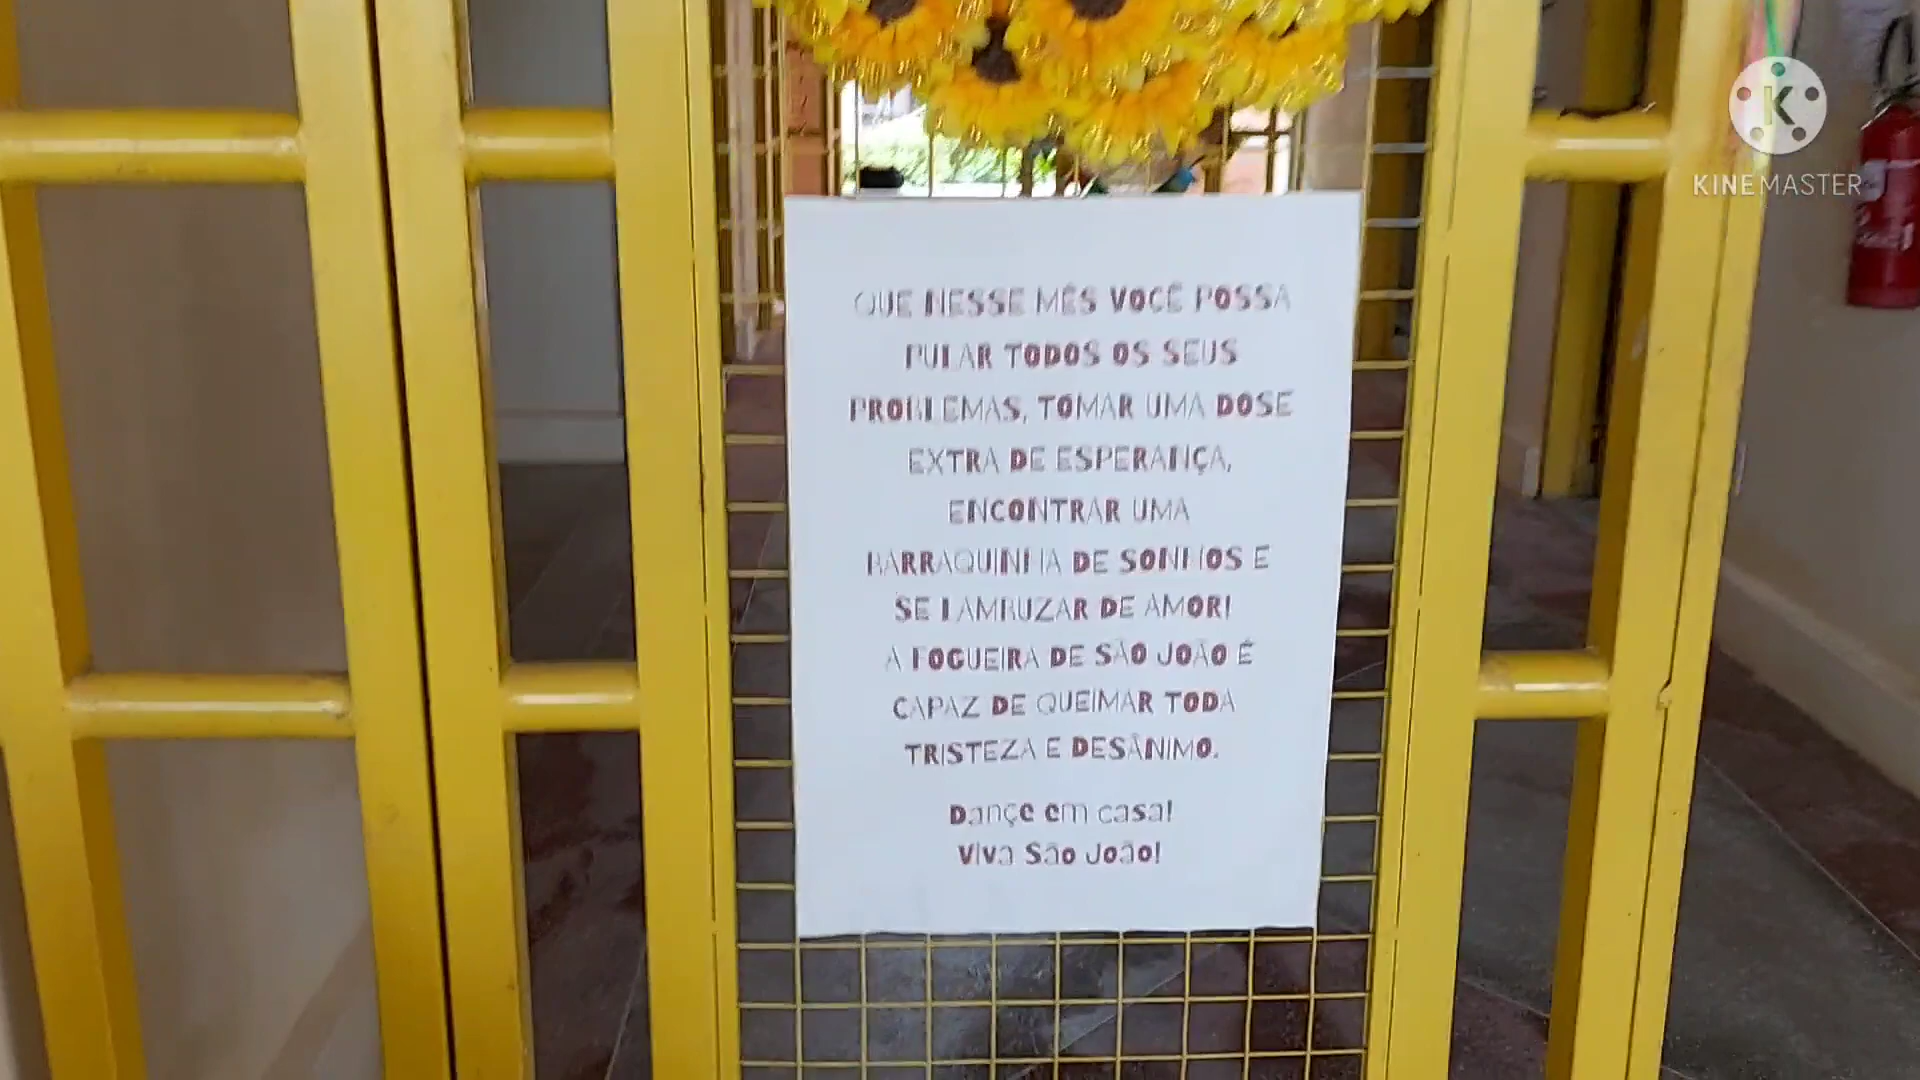 QUE NESSE MÊS VOCÊ POSSA
PULAR TODOS OS SEUS
PROBLEMAS, TOMAR UMA DOSE
EXTRA DE ESPERANÇA,
ENCONTRAR UMA
BARRAQUINHA DE SONHOS E
SE LAMBUZAR DE AMOR!
A FOGUEIRA DE SÃO JOÃO É
CAPAZ DE QUEIMAR TODA
TRISTEZA E DESÂNIMO.
Dançe em casa!
Viva São João!
K
KINEMASTER